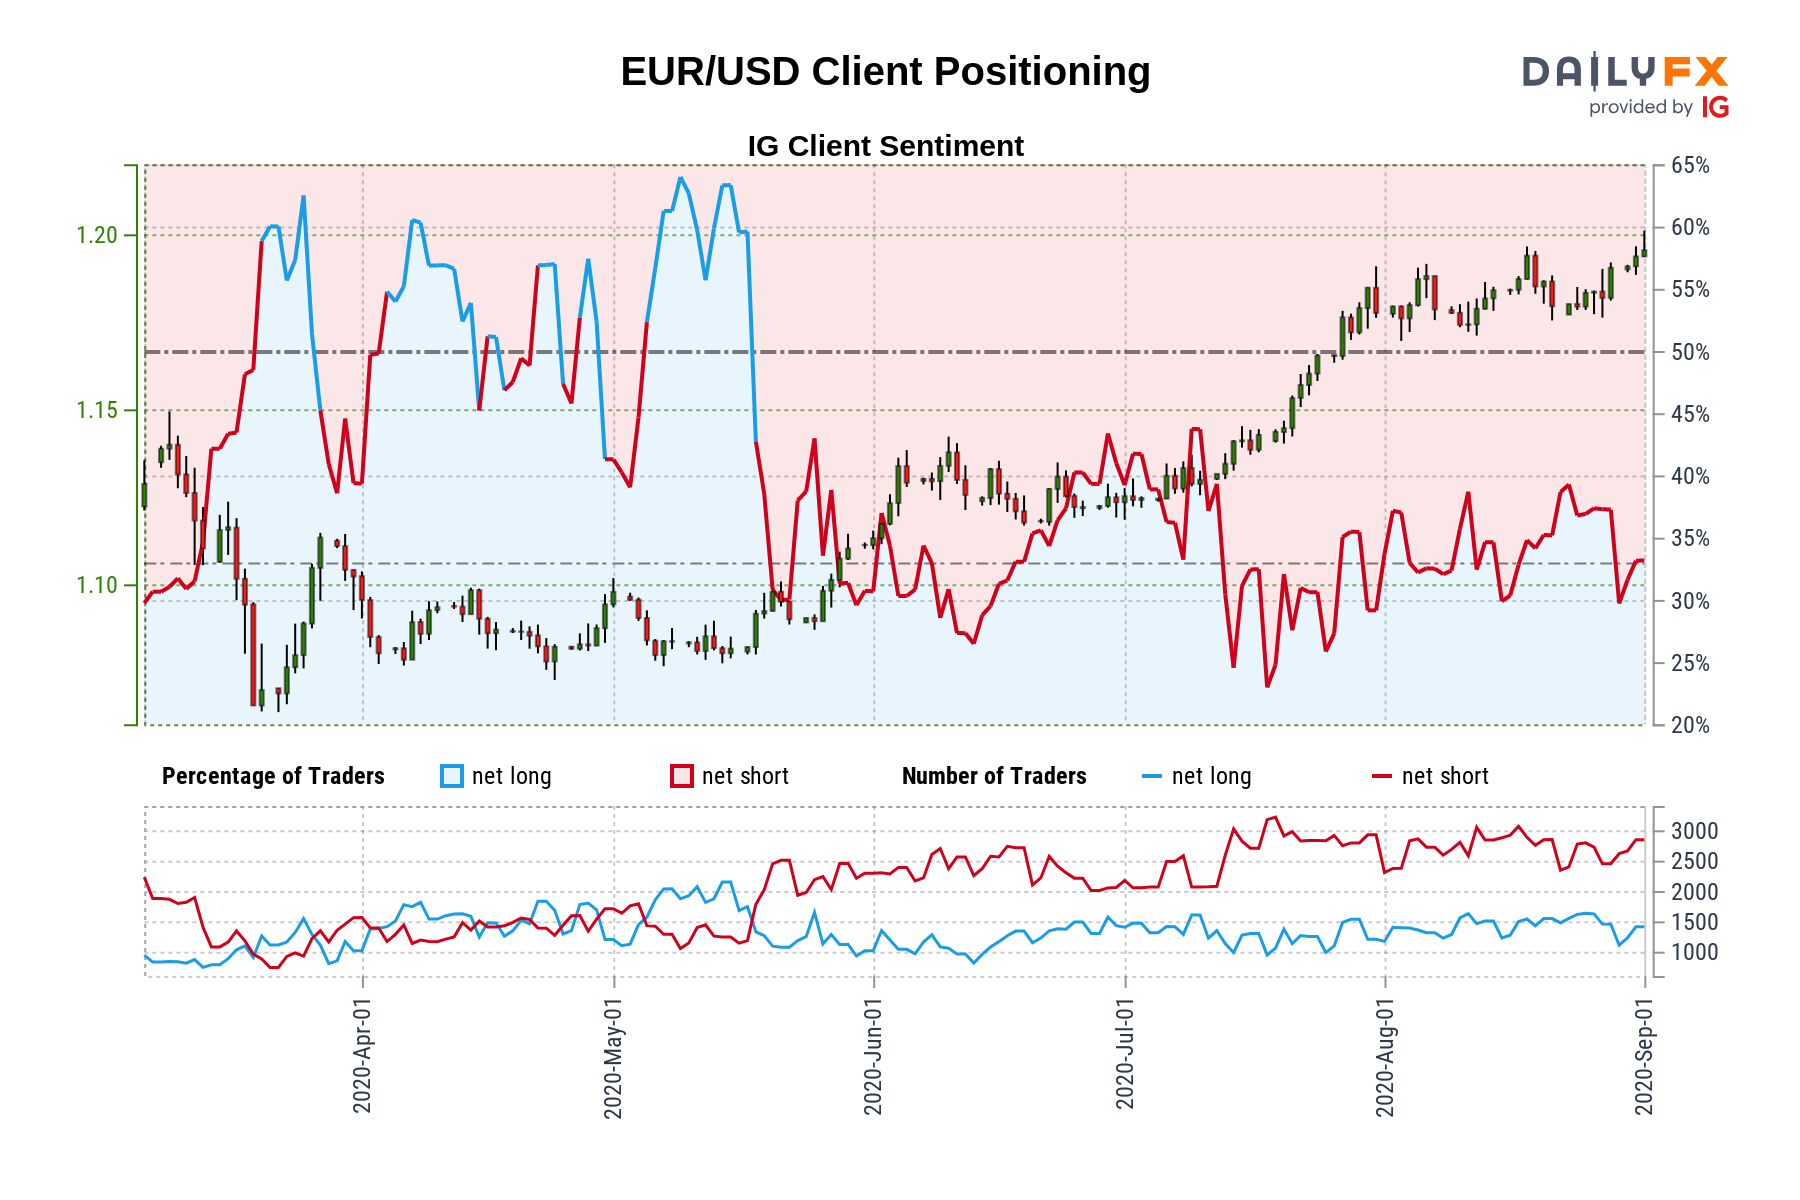 EUR/USD Client Positioning
DAILYFX
provided by IG
IG Client Sentiment
65%
1.20
60%
55%
50%
1.15
45%
40%
35%
1.10
30%
25%
20%
Percentage of Traders
net long
net short
Number of Traders
net long
net short
3000
2500
2000
1500
1000
2020-Apr-01
2020-May-01
2020-Jun-01
2020-Jul-01
2020-Aug-01
2020-Sep-01